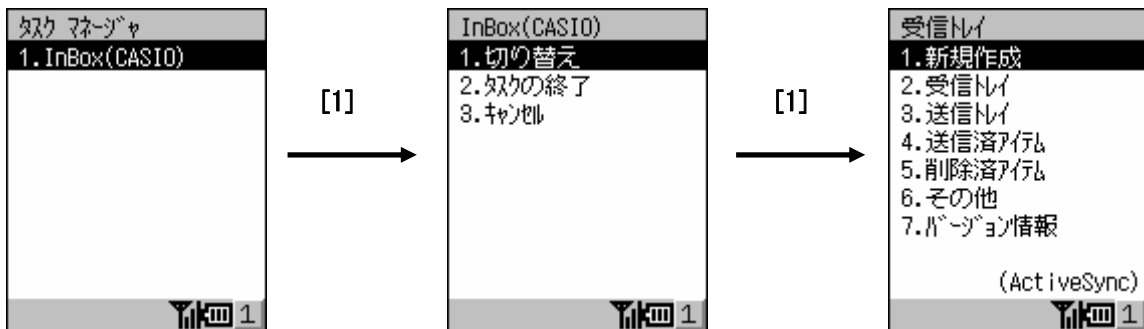 ﾀｽｸ ﾏﾈｰｼﾞｬ
1.InBox(CASIO)
1
[1]
InBox(CASIO)
1.切り替え
2.ﾀｽｸの終了
3.ｷｬﾝｾﾙ
1
[1]
受信ﾄﾚｲ
1.新規作成
2.受信ﾄﾚｲ
3.送信ﾄﾚｲ
4.送信済ｱｲﾃﾑ
5.削除済ｱｲﾃﾑ
6.その他
7.ﾊﾞｰｼﾞｮﾝ情報
(ActiveSync)
1